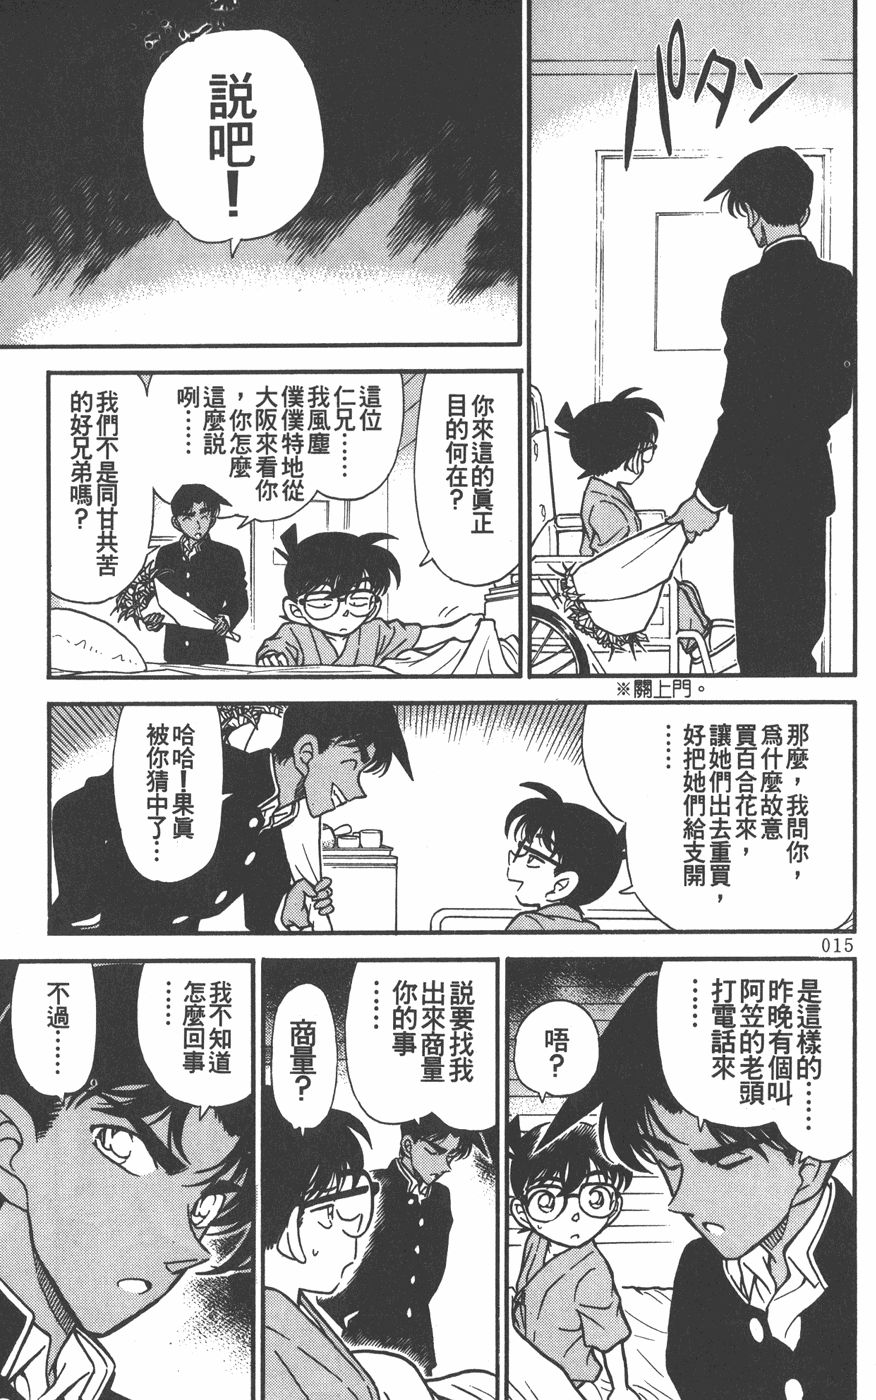 パタン
※關上門。
說吧！
你來這的真正
目的何在？
這位
仁兄……
我風塵
僕僕特地從
大阪來看你
，你怎麼
這麼說
咧……
我們不是同甘共苦
的好兄弟嗎？
那麼，我問你，
爲什麼故意
買百合花來，
讓她們出去重買，
好把她們給支開
……
哈哈！果真
被你猜中了…
015
是這樣的……
昨晚有個叫
阿笠的老頭
打電話來
……
唔？
說要找我
出來商量
你的事
……
商量？
我不知道
怎麼回事
……
不過……